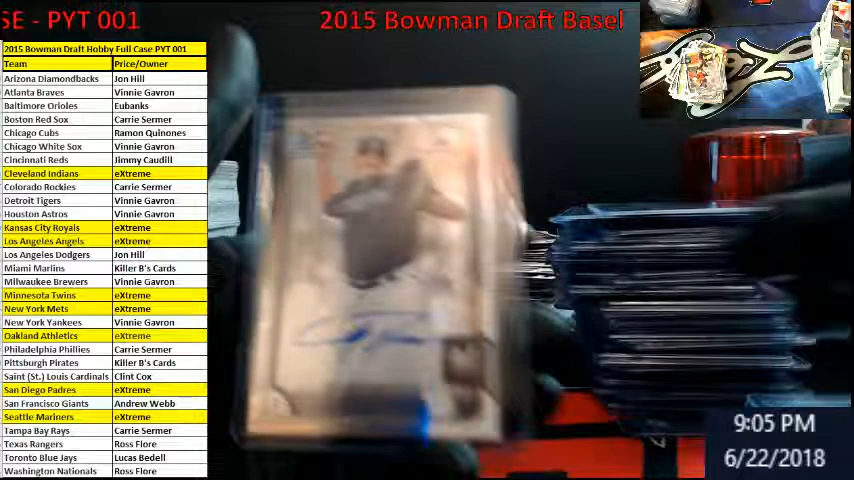 SE - PYT 001
2015 Bowman Draft Basel
2015 Bowman Draft Hobby Full Case PYT 001
Team Price/Owner
Arizona Diamondbacks Jon Hill
Atlanta Braves Vinnie Gavron
Baltimore Orioles Eubanks
Boston Red Sox Carrie Sermer
Chicago Cubs Ramon Quinones
Chicago White Sox Vinnie Gavron
Cincinnati Reds Jimmy Caudill
Cleveland Indians eXtreme
Colorado Rockies Carrie Sermer
Detroit Tigers Vinnie Gavron
Houston Astros Vinnie Gavron
Kansas City Royals eXtreme
Los Angeles Angels eXtreme
Los Angeles Dodgers Jon Hill
Miami Marlins Killer B's Cards
Milwaukee Brewers Vinnie Gavron
Minnesota Twins eXtreme
New York Mets eXtreme
New York Yankees Vinnie Gavron
Oakland Athletics eXtreme
Philadelphia Phillies Carrie Sermer
Pittsburgh Pirates Killer B's Cards
Saint (St.) Louis Cardinals Clint Cox
San Diego Padres eXtreme
San Francisco Giants Andrew Webb
Seattle Mariners eXtreme
Tampa Bay Rays Carrie Sermer
Texas Rangers Ross Flore
Toronto Blue Jays Lucas Bedell
Washington Nationals Ross Flore
9:05 PM
6/22/2018